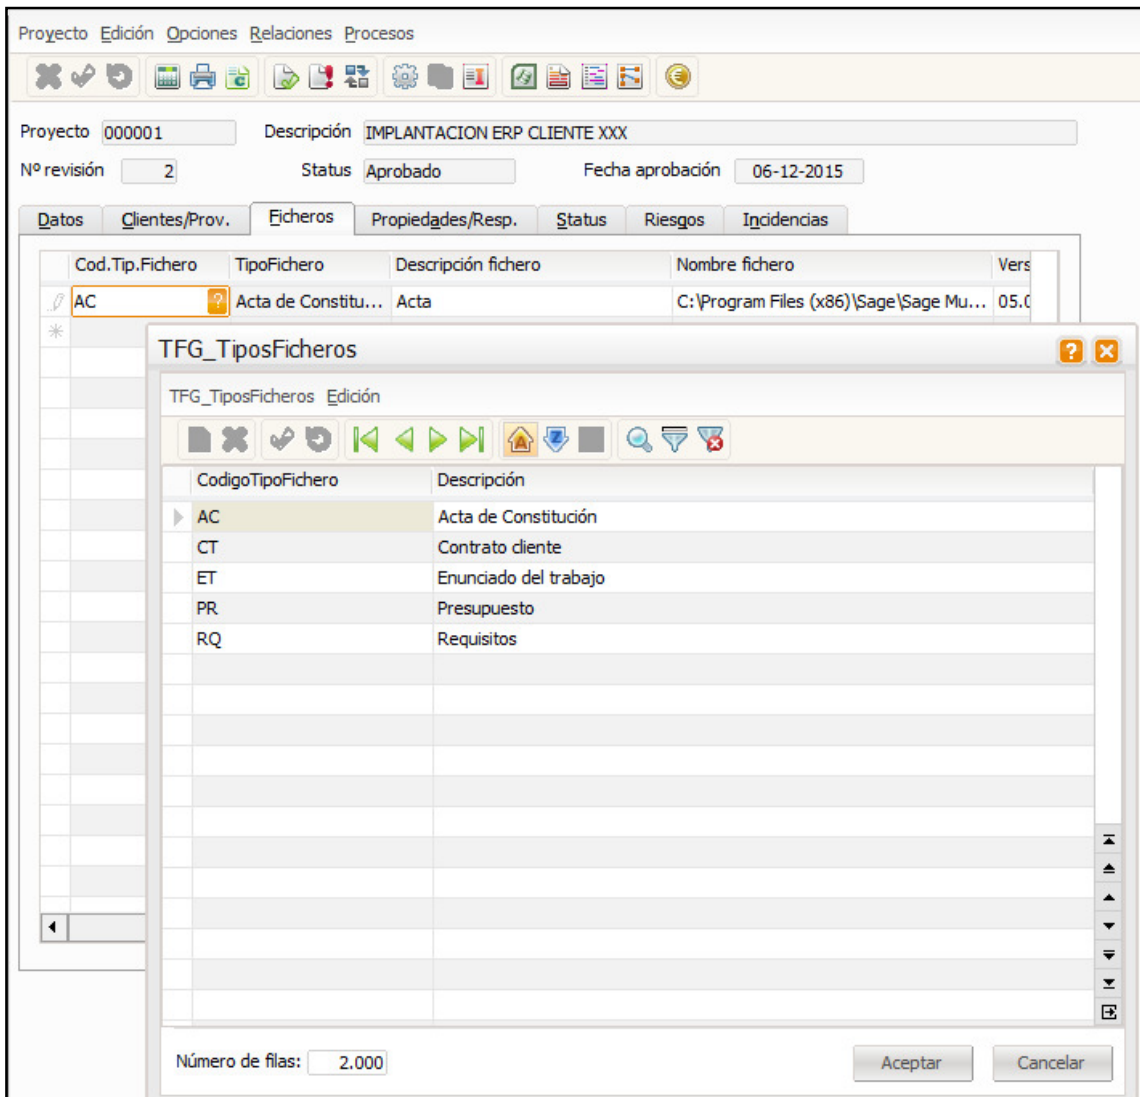 Proyecto Edición Opciones Relaciones Procesos
Proyecto 000001 Descripción IMPLANTACION ERP CLIENTE XXX
Nº revisión 2 Status Aprobado Fecha aprobación 06-12-2015
Datos Clientes/Prov. Ficheros Propiedades/Resp. Status Riesgos Incidencias
Cod.Tip.Fichero TipoFichero Descripción fichero Nombre fichero Vers
AC ? Acta de Constitu... Acta C:\Program Files (x86)\Sage\Sage Mu... 05.0
TFG_TiposFicheros ?
TFG_TiposFicheros Edición
CodigoTipoFichero Descripción
AC Acta de Constitución
CT Contrato cliente
ET Enunciado del trabajo
PR Presupuesto
RQ Requisitos
Número de filas: 2.000 Aceptar Cancelar